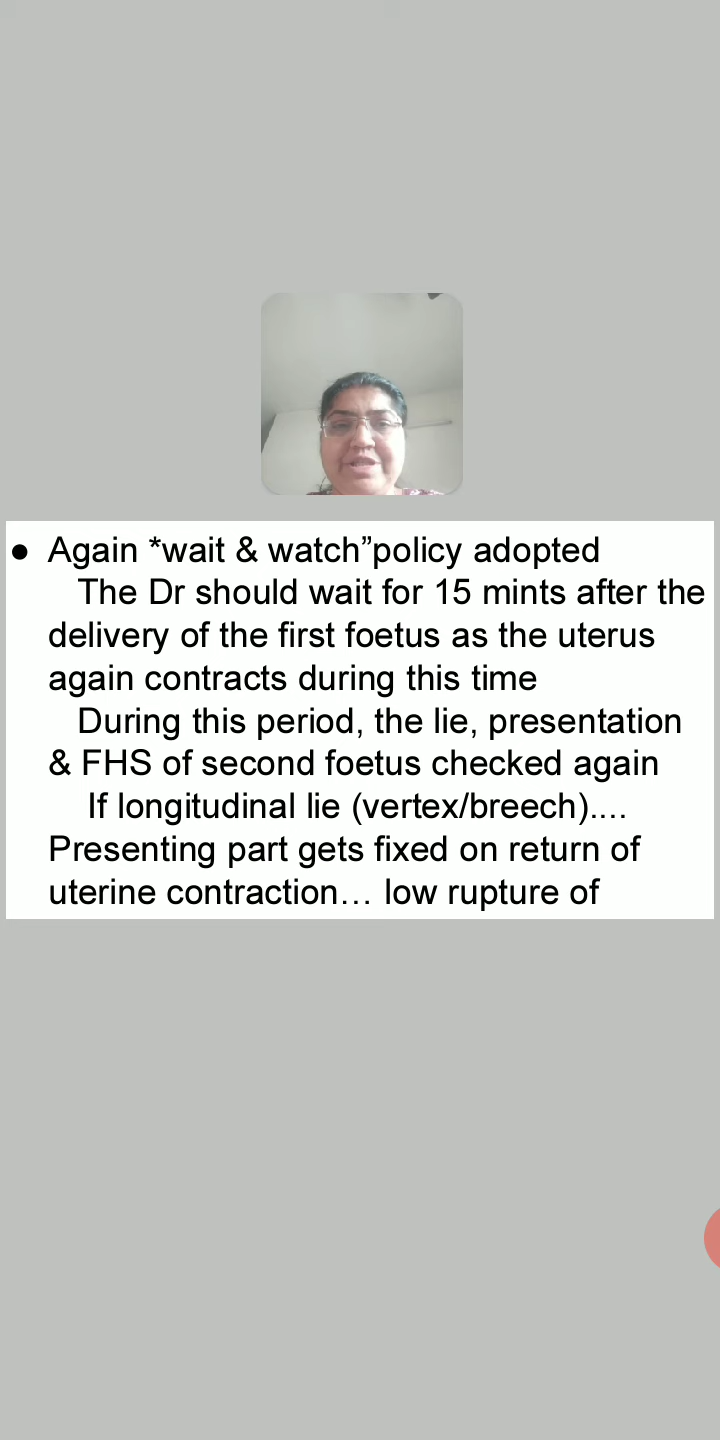 ● Again *wait & watch”policy adopted
The Dr should wait for 15 mints after the
delivery of the first foetus as the uterus
again contracts during this time
During this period, the lie, presentation
& FHS of second foetus checked again
If longitudinal lie (vertex/breech)....
Presenting part gets fixed on return of
uterine contraction… low rupture of